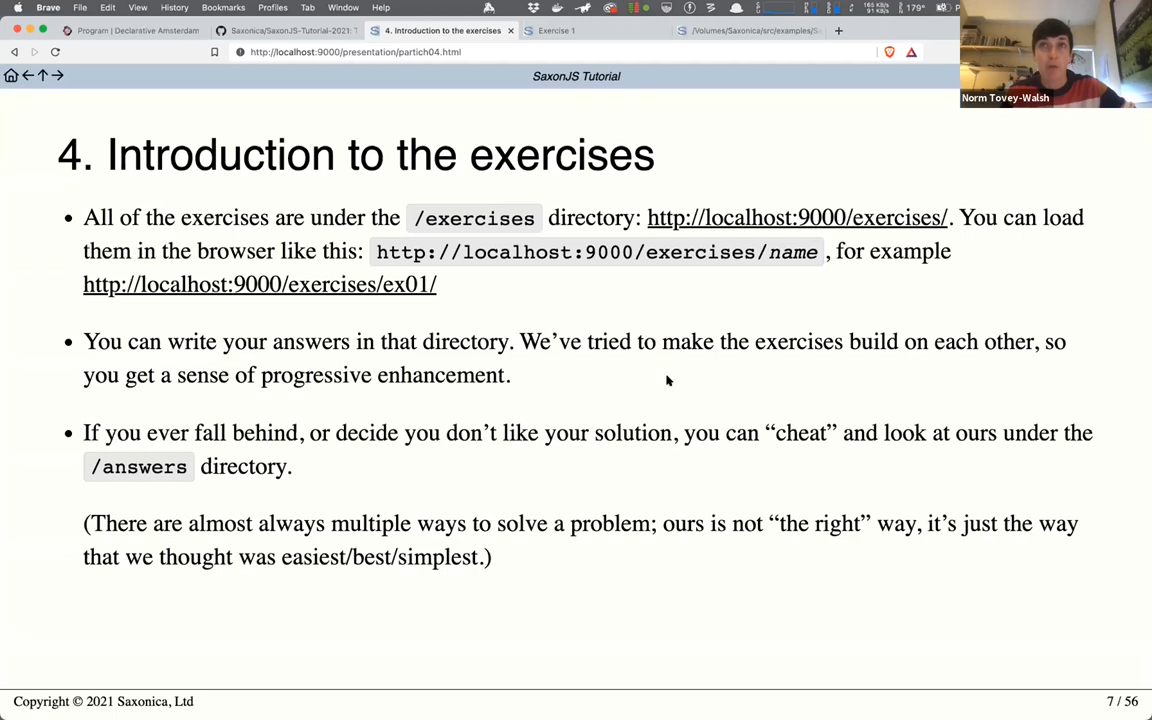 Brave File Edit View History Bookmarks Profiles Tab Window Help 179°
Program | Declarative Amsterdam
Saxonica/SaxonJS-Tutorial-2021: T
4. Introduction to the exercises
Exercise 1
/Volumes/Saxonica/src/examples/Sa
http://localhost:9000/presentation/partich04.html
SaxonJS Tutorial
Norm Tovey-Walsh
4. Introduction to the exercises
• All of the exercises are under the /exercises directory: http://localhost:9000/exercises/. You can load
them in the browser like this: http://localhost:9000/exercises/name, for example
http://localhost:9000/exercises/ex01/
• You can write your answers in that directory. We’ve tried to make the exercises build on each other, so
you get a sense of progressive enhancement.
• If you ever fall behind, or decide you don’t like your solution, you can “cheat” and look at ours under the
/answers directory.
(There are almost always multiple ways to solve a problem; ours is not “the right” way, it’s just the way
that we thought was easiest/best/simplest.)
Copyright © 2021 Saxonica, Ltd
7 / 56